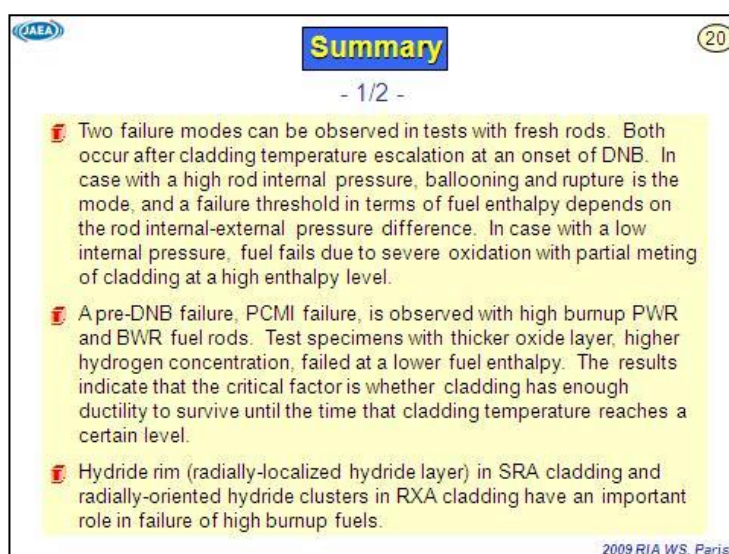 JAEA
Summary
20
- 1/2 -
Two failure modes can be observed in tests with fresh rods. Both
occur after cladding temperature escalation at an onset of DNB. In
case with a high rod internal pressure, ballooning and rupture is the
mode, and a failure threshold in terms of fuel enthalpy depends on
the rod internal-external pressure difference. In case with a low
internal pressure, fuel fails due to severe oxidation with partial meting
of cladding at a high enthalpy level.
A pre-DNB failure, PCMI failure, is observed with high burnup PWR
and BWR fuel rods. Test specimens with thicker oxide layer, higher
hydrogen concentration, failed at a lower fuel enthalpy. The results
indicate that the critical factor is whether cladding has enough
ductility to survive until the time that cladding temperature reaches a
certain level.
Hydride rim (radially-localized hydride layer) in SRA cladding and
radially-oriented hydride clusters in RXA cladding have an important
role in failure of high burnup fuels.
2009 RIA WS, Paris